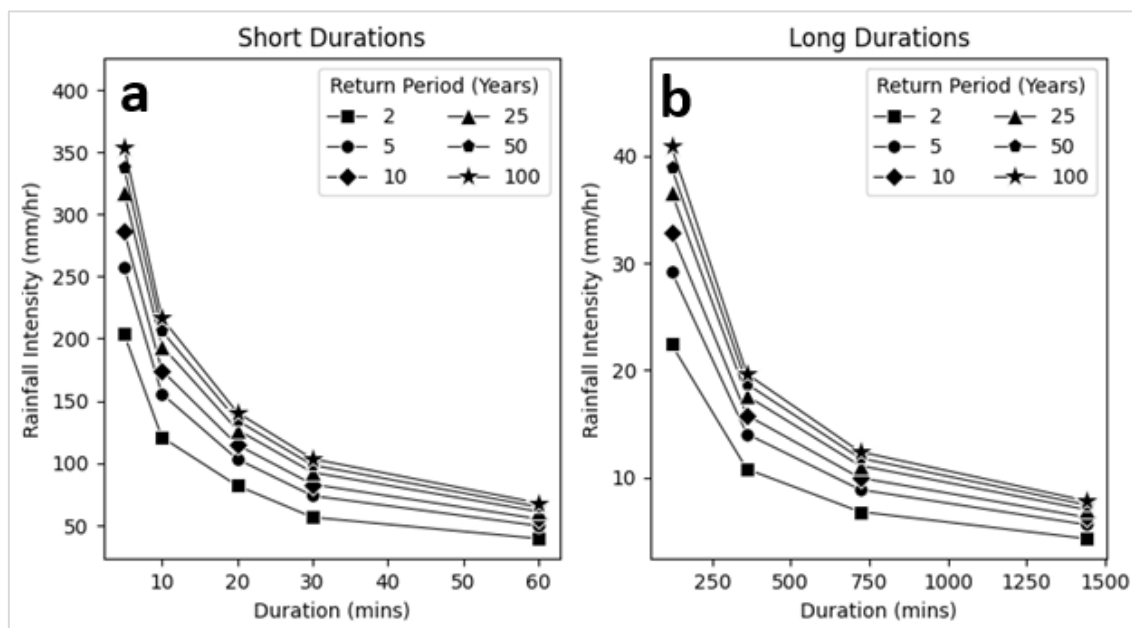 Short Durations
a
Return Period (Years)
2 25
5 50
10 100
400
350
300
250
200
150
100
50
Rainfall Intensity (mm/hr)
10 20 30 40 50 60
Duration (mins)
Long Durations
b
Return Period (Years)
2 25
5 50
10 100
40
30
20
10
Rainfall Intensity (mm/hr)
250 500 750 1000 1250 1500
Duration (mins)